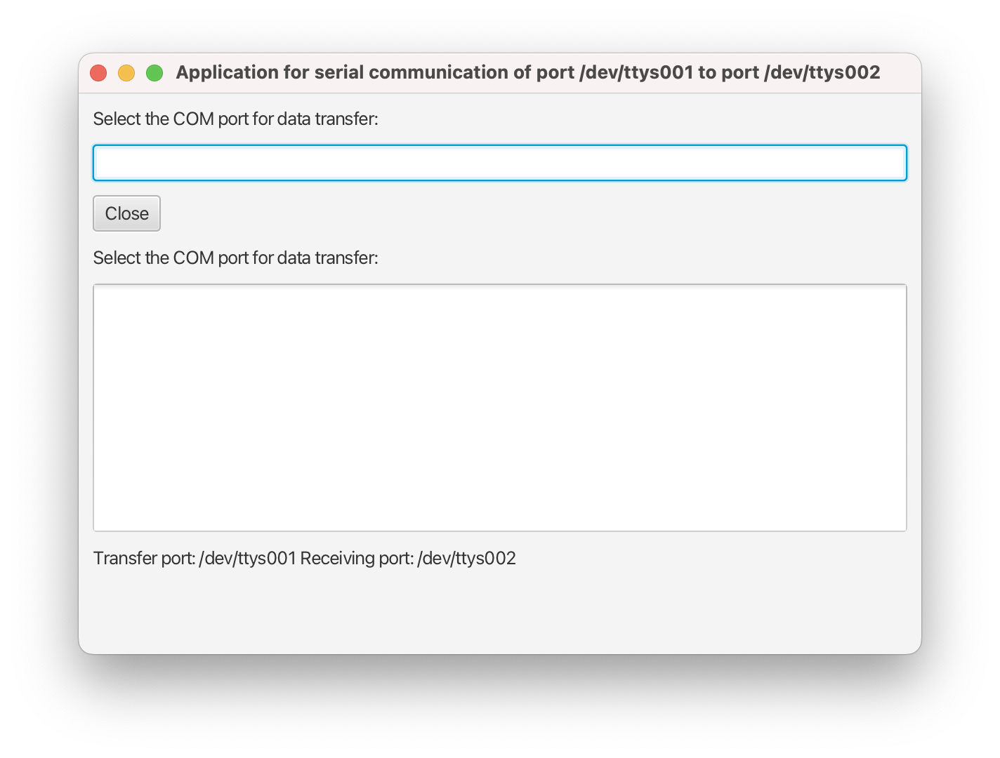 Application for serial communication of port /dev/ttys001 to port /dev/ttys002
Select the COM port for data transfer:
Close
Select the COM port for data transfer:
Transfer port: /dev/ttys001 Receiving port: /dev/ttys002